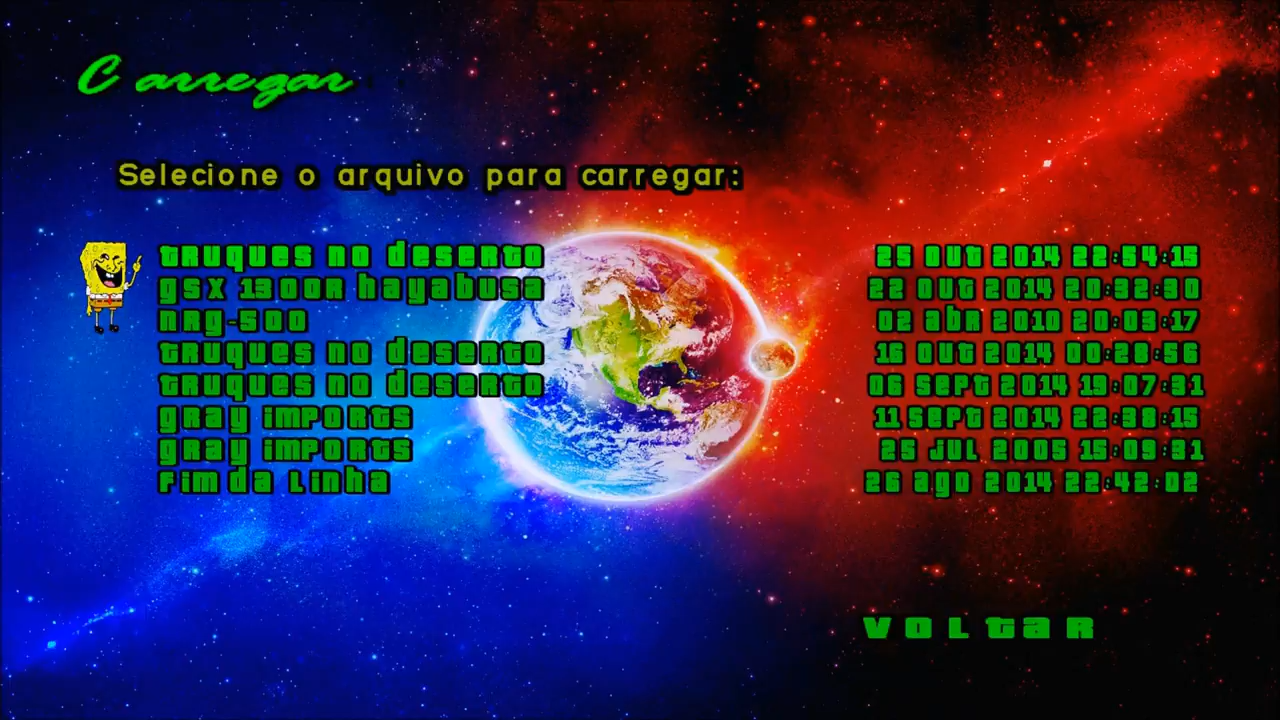 Carregar
Selecione o arquivo para carregar:
truques no deserto 25 out 2014 22:54:15
gsx 1300R hayabusa 22 out 2014 20:32:30
nRg-500 02 abr 2010 20:03:17
truques no deserto 16 out 2014 00:28:56
truques no deserto 06 sept 2014 19:07:31
gray imports 11 sept 2014 22:38:15
gray imports 25 jul 2005 15:09:31
Fim da Linha 26 ago 2014 22:42:02
voltar